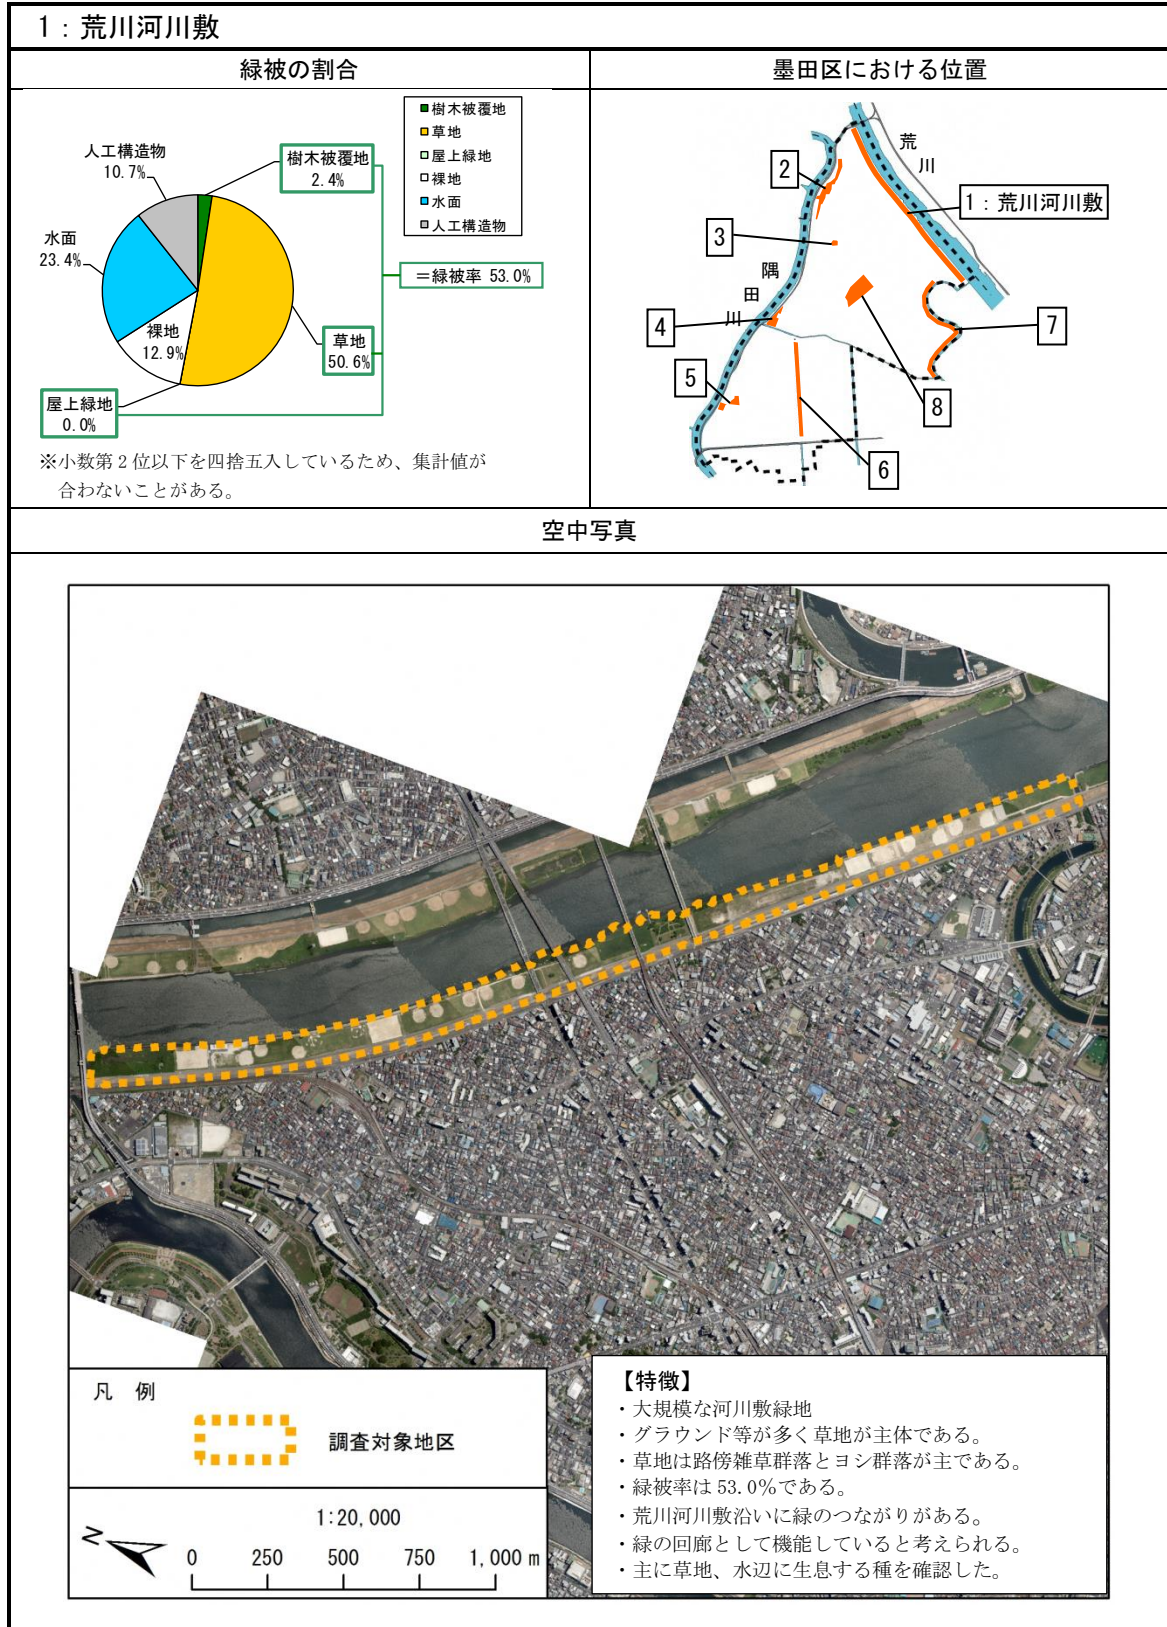 1：荒川河川敷
緑被の割合
墨田区における位置
樹木被覆地
草地
屋上緑地
裸地
水面
人工構造物
人工構造物
10.7%
樹木被覆地
2.4%
水面
23.4%
＝緑被率 53.0%
裸地
12.9%
草地
50.6%
屋上緑地
0.0%
※小数第２位以下を四捨五入しているため、集計値が
合わないことがある。
荒川
1：荒川河川敷
2
3
隅田川
4
5
6
7
8
空中写真
凡 例
調査対象地区
1:20,000
N
0 250 500 750 1,000 m
【特徴】
・大規模な河川敷緑地
・グラウンド等が多く草地が主体である。
・草地は路傍雑草群落とヨシ群落が主である。
・緑被率は 53.0％である。
・荒川河川敷沿いに緑のつながりがある。
・緑の回廊として機能していると考えられる。
・主に草地、水辺に生息する種を確認した。